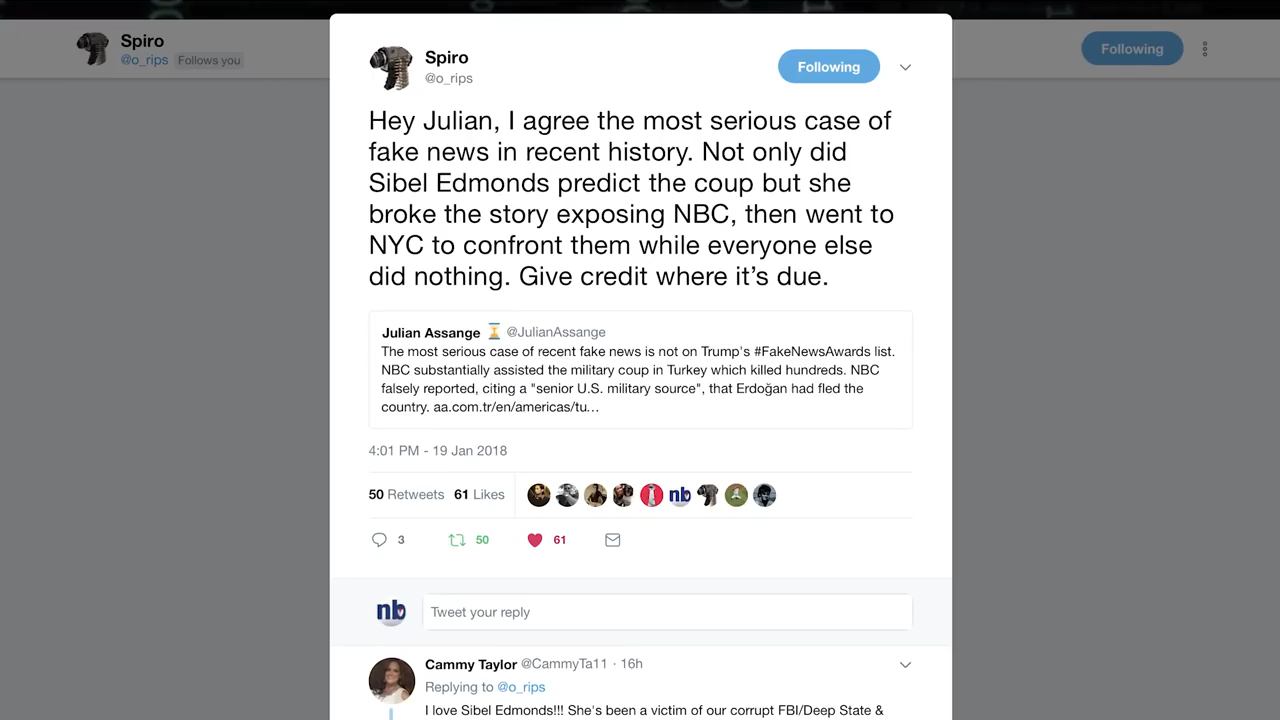 Spiro
@o_rips Follows you
Following
Spiro
@o_rips
Following
Hey Julian, I agree the most serious case of
fake news in recent history. Not only did
Sibel Edmonds predict the coup but she
broke the story exposing NBC, then went to
NYC to confront them while everyone else
did nothing. Give credit where it’s due.
Julian Assange ⏳ @JulianAssange
The most serious case of recent fake news is not on Trump's #FakeNewsAwards list.
NBC substantially assisted the military coup in Turkey which killed hundreds. NBC
falsely reported, citing a "senior U.S. military source", that Erdoğan had fled the
country. aa.com.tr/en/americas/tu…
4:01 PM - 19 Jan 2018
50 Retweets 61 Likes
nb
3 50 61
nb
Tweet your reply
Cammy Taylor @CammyTa11 · 16h
Replying to @o_rips
I love Sibel Edmonds!!! She's been a victim of our corrupt FBI/Deep State &